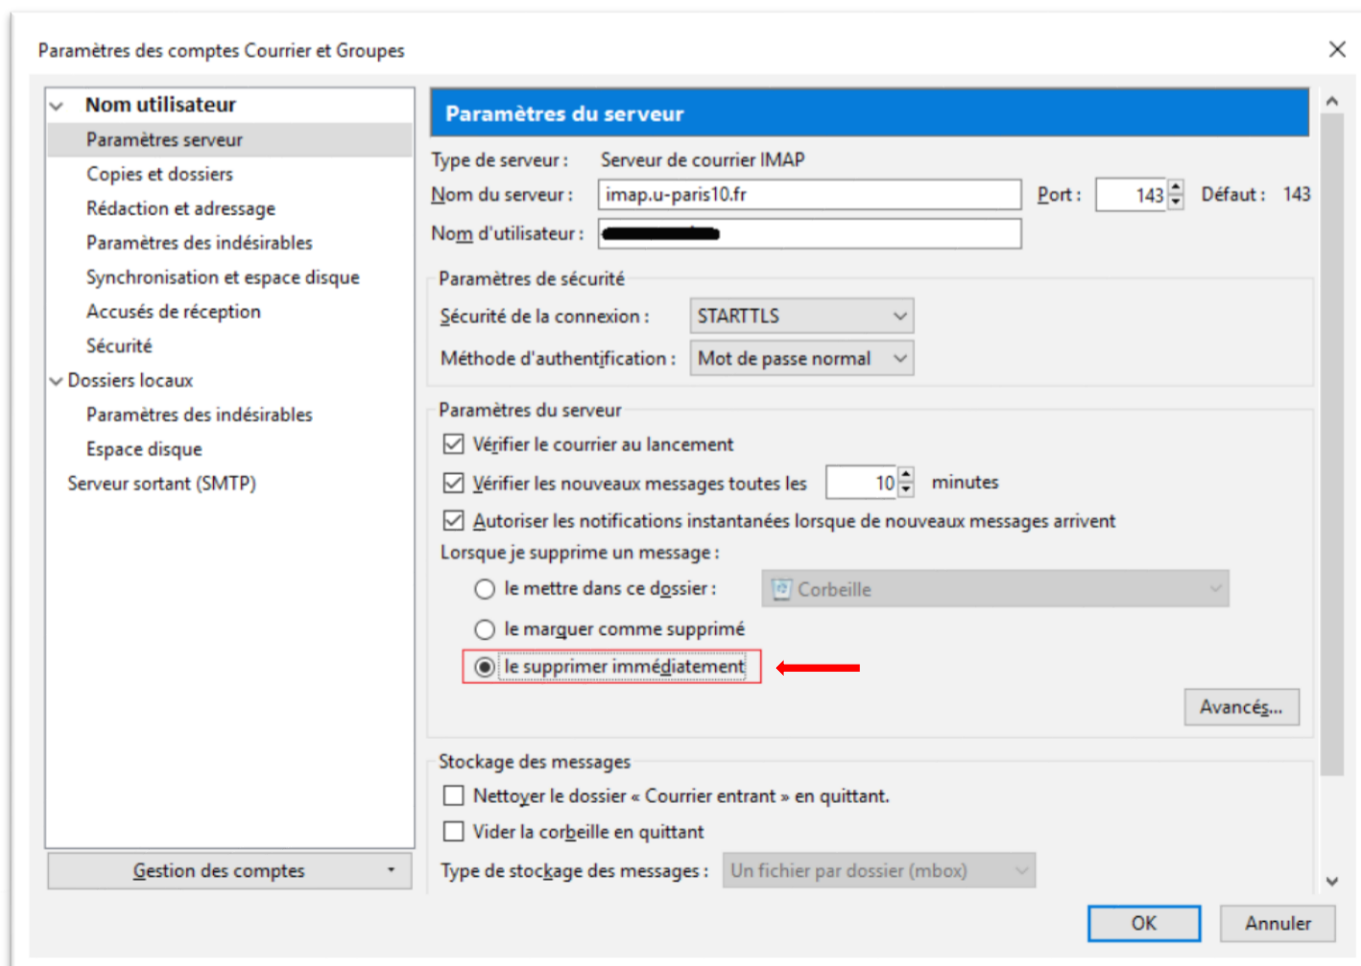 Paramètres des comptes Courrier et Groupes
Nom utilisateur
Paramètres serveur
Copies et dossiers
Rédaction et adressage
Paramètres des indésirables
Synchronisation et espace disque
Accusés de réception
Sécurité
Dossiers locaux
Paramètres des indésirables
Espace disque
Serveur sortant (SMTP)
Gestion des comptes
Paramètres du serveur
Type de serveur : Serveur de courrier IMAP
Nom du serveur : imap.u-paris10.fr Port : 143 Défaut : 143
Nom d'utilisateur :
Paramètres de sécurité
Sécurité de la connexion : STARTTLS
Méthode d'authentification : Mot de passe normal
Paramètres du serveur
Vérifier le courrier au lancement
Vérifier les nouveaux messages toutes les 10 minutes
Autoriser les notifications instantanées lorsque de nouveaux messages arrivent
Lorsque je supprime un message :
le mettre dans ce dossier : Corbeille
le marquer comme supprimé
le supprimer immédiatement
Avancés...
Stockage des messages
Nettoyer le dossier « Courrier entrant » en quittant.
Vider la corbeille en quittant
Type de stockage des messages : Un fichier par dossier (mbox)
OK Annuler